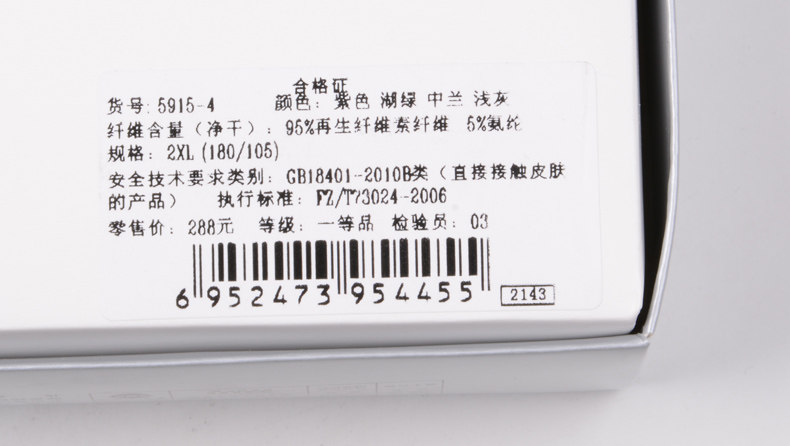 合格证
货号: 5915-4 颜色: 紫色 湖绿 中兰 浅灰
纤维含量（净干）: 95%再生纤维素纤维 5%氨纶
规格: 2XL (180/105)
安全技术要求类别: GB18401-2010B类（直接接触皮肤
的产品） 执行标准: FZ/T73024-2006
零售价: 288元 等级: 一等品 检验员: 03
6 952473 954455
2143